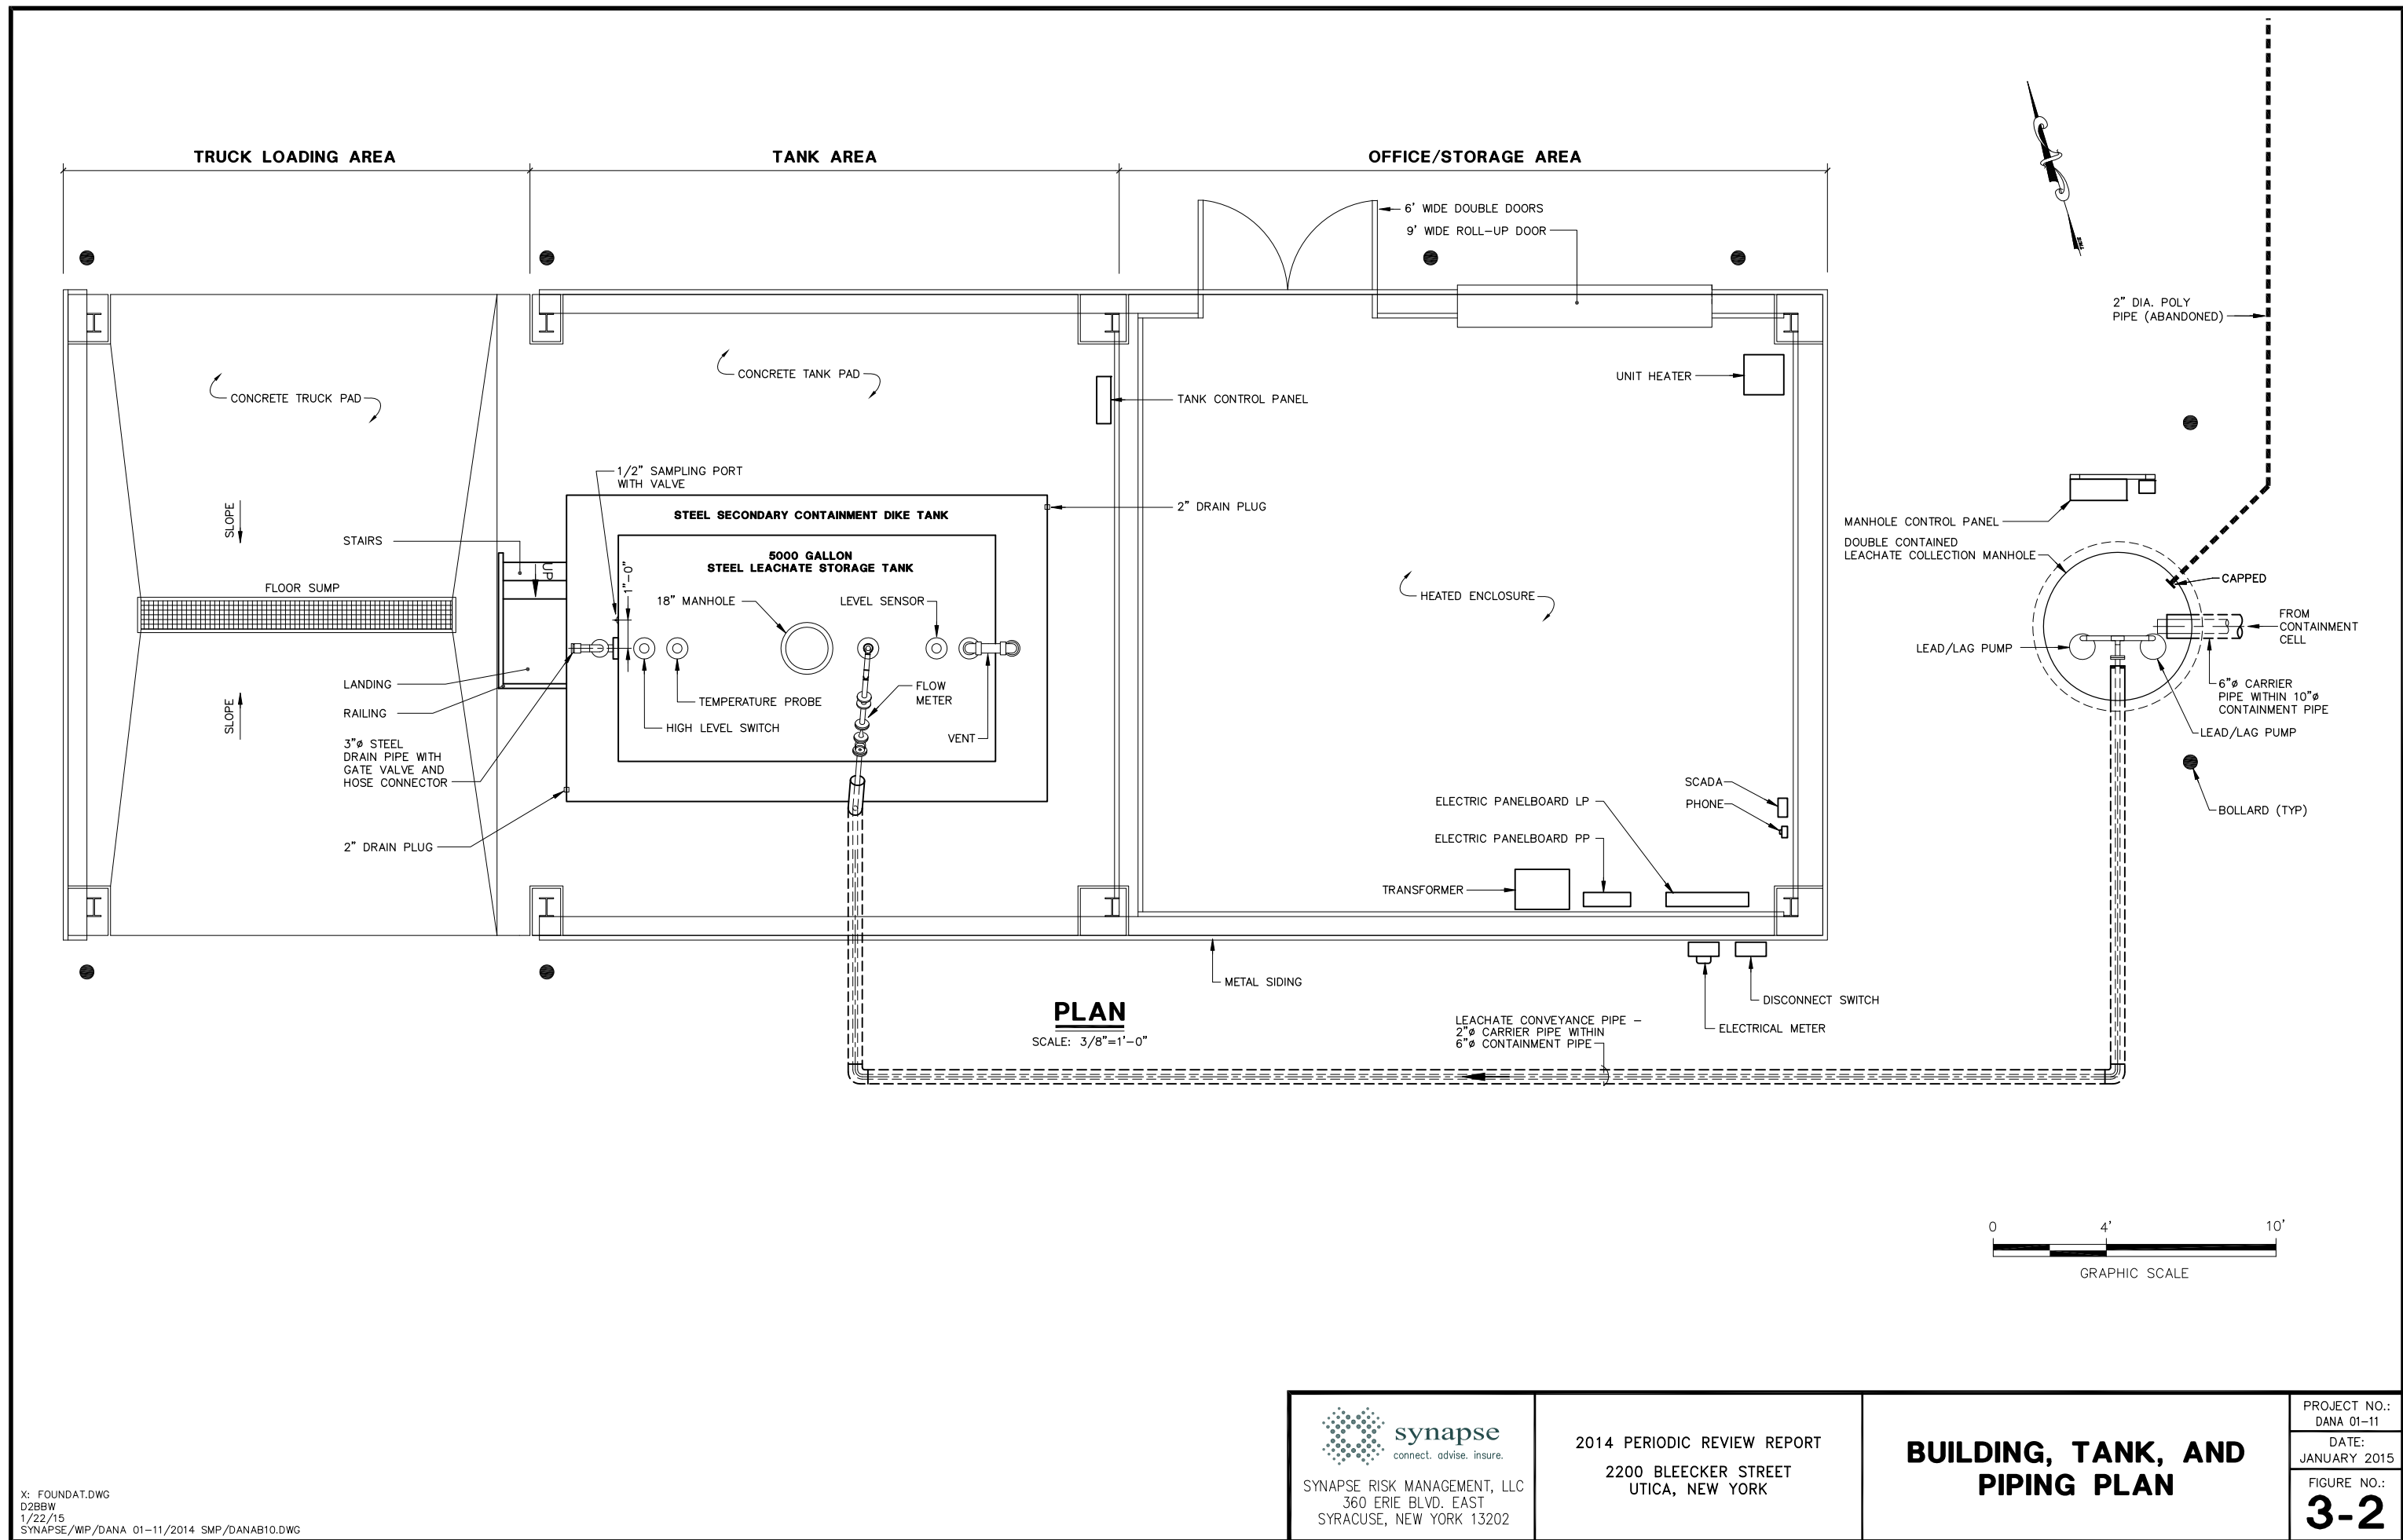 TRUCK LOADING AREA
TANK AREA
OFFICE/STORAGE AREA
6' WIDE DOUBLE DOORS
9' WIDE ROLL-UP DOOR
2" DIA. POLY
PIPE (ABANDONED)
UNIT HEATER
CONCRETE TANK PAD
CONCRETE TRUCK PAD
TANK CONTROL PANEL
1/2" SAMPLING PORT
WITH VALVE
2" DRAIN PLUG
STEEL SECONDARY CONTAINMENT DIKE TANK
MANHOLE CONTROL PANEL
SLOPE
STAIRS
DOUBLE CONTAINED
LEACHATE COLLECTION MANHOLE
5000 GALLON
STEEL LEACHATE STORAGE TANK
UP
1'-0"
CAPPED
FLOOR SUMP
18" MANHOLE
LEVEL SENSOR
HEATED ENCLOSURE
FROM
CONTAINMENT
CELL
LEAD/LAG PUMP
LANDING
RAILING
SLOPE
TEMPERATURE PROBE
HIGH LEVEL SWITCH
FLOW
METER
VENT
6"ø CARRIER
PIPE WITHIN 10"ø
CONTAINMENT PIPE
LEAD/LAG PUMP
3"ø STEEL
DRAIN PIPE WITH
GATE VALVE AND
HOSE CONNECTOR
SCADA
PHONE
ELECTRIC PANELBOARD LP
BOLLARD (TYP)
ELECTRIC PANELBOARD PP
2" DRAIN PLUG
TRANSFORMER
METAL SIDING
DISCONNECT SWITCH
ELECTRICAL METER
PLAN
SCALE: 3/8"=1'-0"
LEACHATE CONVEYANCE PIPE -
2"ø CARRIER PIPE WITHIN
6"ø CONTAINMENT PIPE
0 4' 10'
GRAPHIC SCALE
synapse
connect. advise. insure.
SYNAPSE RISK MANAGEMENT, LLC
360 ERIE BLVD. EAST
SYRACUSE, NEW YORK 13202
2014 PERIODIC REVIEW REPORT
2200 BLEECKER STREET
UTICA, NEW YORK
BUILDING, TANK, AND
PIPING PLAN
PROJECT NO.:
DANA 01-11
DATE:
JANUARY 2015
FIGURE NO.:
3-2
X: FOUNDAT.DWG
D2BBW
1/22/15
SYNAPSE/WIP/DANA 01-11/2014 SMP/DANAB10.DWG